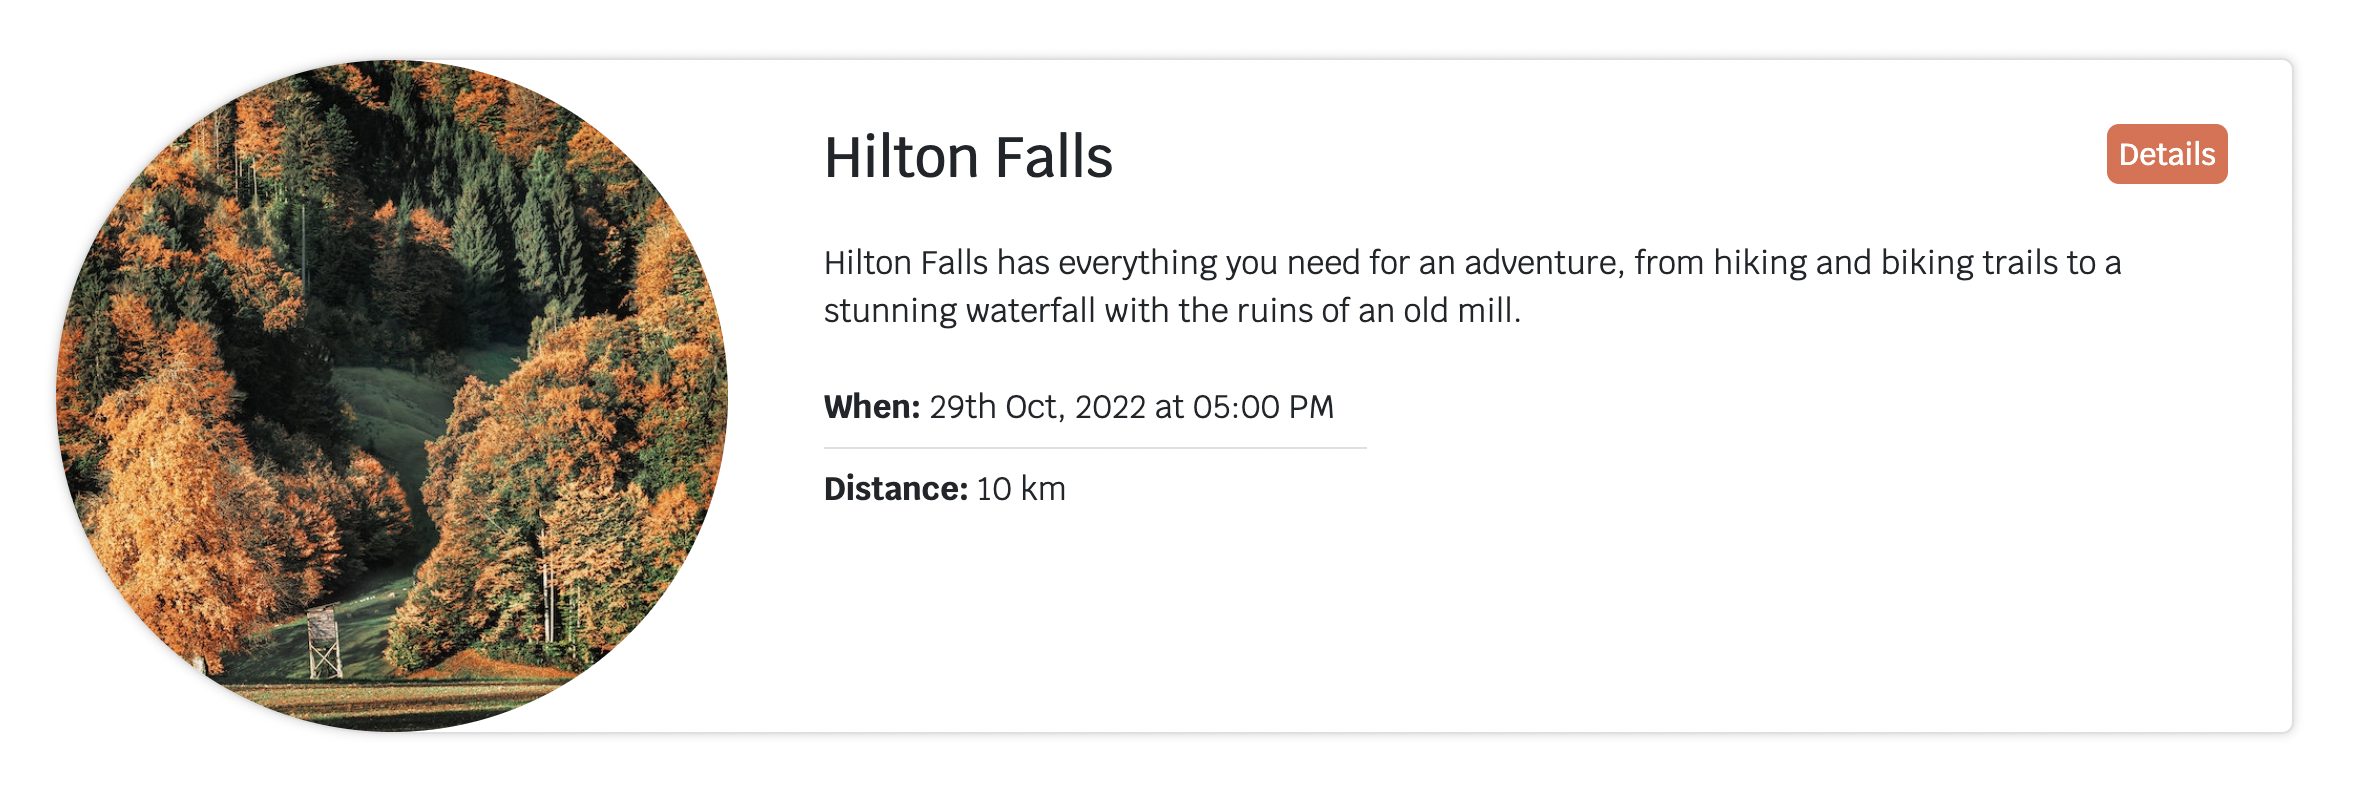 Hilton Falls
Details
Hilton Falls has everything you need for an adventure, from hiking and biking trails to a
stunning waterfall with the ruins of an old mill.
When: 29th Oct, 2022 at 05:00 PM
Distance: 10 km